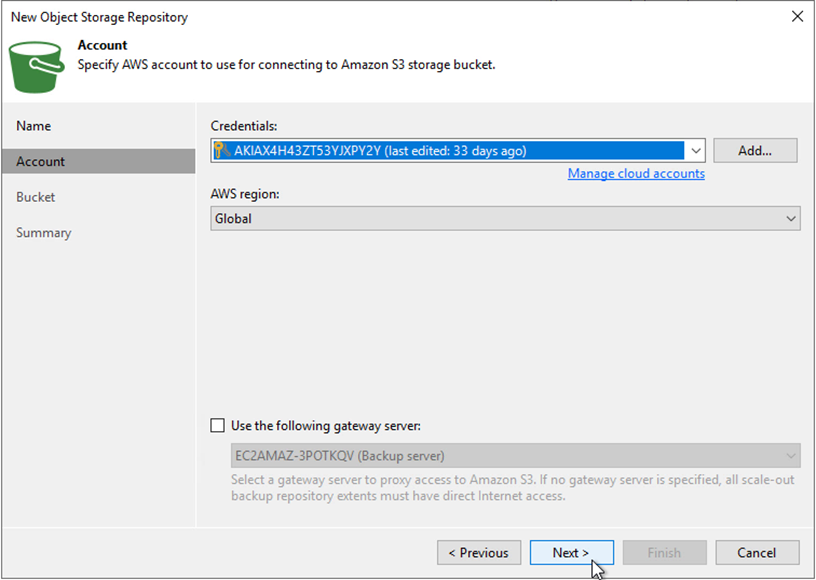 New Object Storage Repository
Account
Specify AWS account to use for connecting to Amazon S3 storage bucket.
Name
Account
Bucket
Summary
Credentials:
AKIAX4H43ZT53YJXPY2Y (last edited: 33 days ago)
Add...
Manage cloud accounts
AWS region:
Global
Use the following gateway server:
EC2AMAZ-3POTKQV (Backup server)
Select a gateway server to proxy access to Amazon S3. If no gateway server is specified, all scale-out
backup repository extents must have direct Internet access.
< Previous
Next >
Finish
Cancel